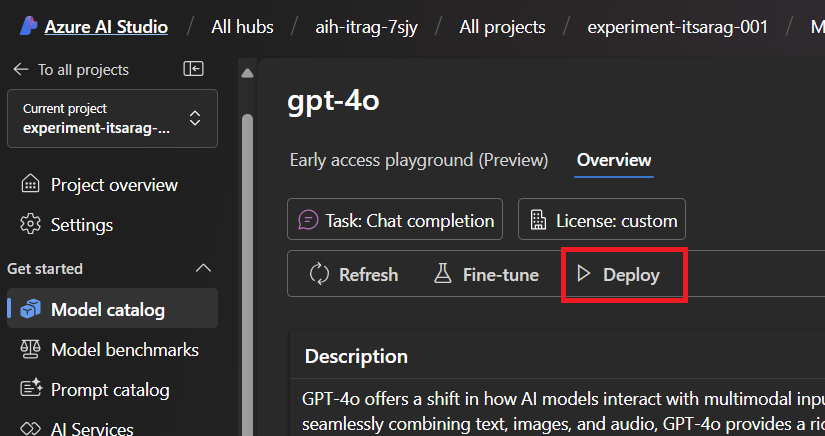 Azure AI Studio / All hubs / aih-itrag-7sjy / All projects / experiment-itsarag-001 / M
To all projects
Current project
experiment-itsarag-...
Project overview
Settings
Get started
Model catalog
Model benchmarks
Prompt catalog
AI Services
gpt-4o
Early access playground (Preview) Overview
Task: Chat completion License: custom
Refresh Fine-tune Deploy
Description
GPT-4o offers a shift in how AI models interact with multimodal inpu
seamlessly combining text, images, and audio, GPT-4o provides a ric